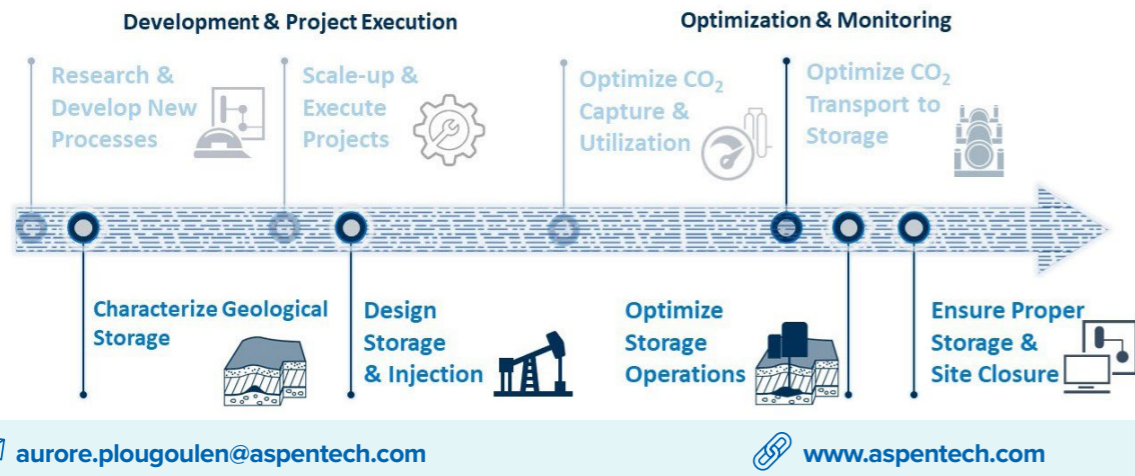 Development & Project Execution
Optimization & Monitoring
Research &
Develop New
Processes
Scale-up &
Execute
Projects
Optimize CO₂
Capture &
Utilization
Optimize CO₂
Transport to
Storage
Characterize Geological
Storage
Design
Storage
& Injection
Optimize
Storage
Operations
Ensure Proper
Storage &
Site Closure
aurore.plougoulen@aspentech.com
www.aspentech.com